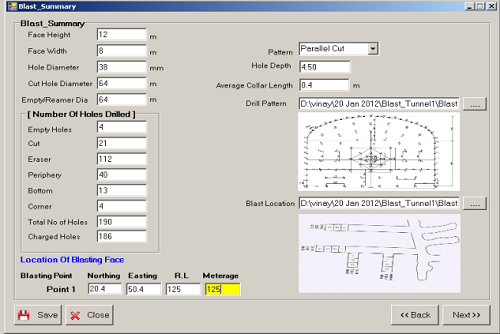 Blast_Summary
Blast_Summary
Face Height 12 m
Face Width 8 m
Hole Diameter 38 mm
Cut Hole Diameter 64 m
Empty/Reamer Dia 64 m
[ Number Of Holes Drilled ]
Empty Holes 4
Cut 21
Eraser 112
Periphery 40
Bottom 13
Corner 4
Total No of Holes 190
Charged Holes 186
Pattern Parallel Cut
Hole Depth 4.50
Average Collar Length 0.4 m
Drill Pattern D:\vinay\20 Jan 2012\Blast_Tunnel1\Blast ....
Blast Location D:\vinay\20 Jan 2012\Blast_Tunnel1\Blast ....
Location Of Blasting Face
Blasting Point Northing Easting R.L Meterage
Point 1 20.4 50.4 125 125
Save Close << Back Next >>